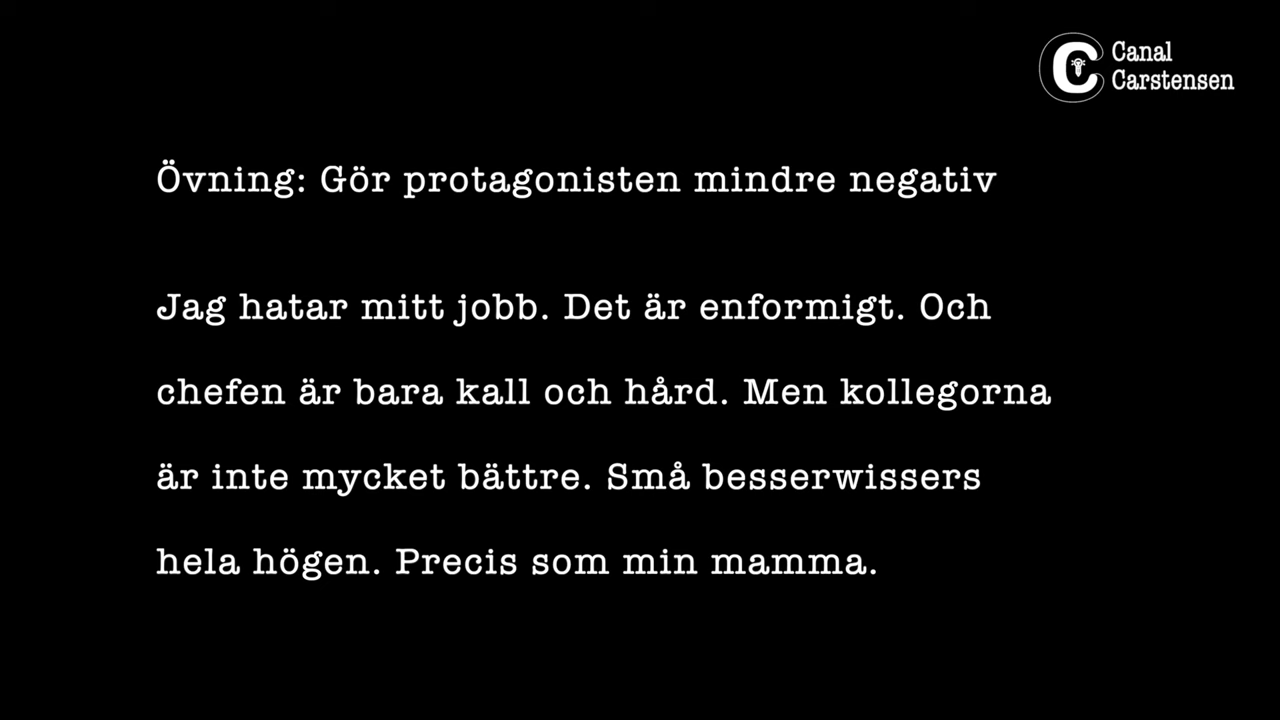 Canal
Carstensen
Övning: Gör protagonisten mindre negativ
Jag hatar mitt jobb. Det är enformigt. Och
chefen är bara kall och hård. Men kollegorna
är inte mycket bättre. Små besserwissers
hela högen. Precis som min mamma.